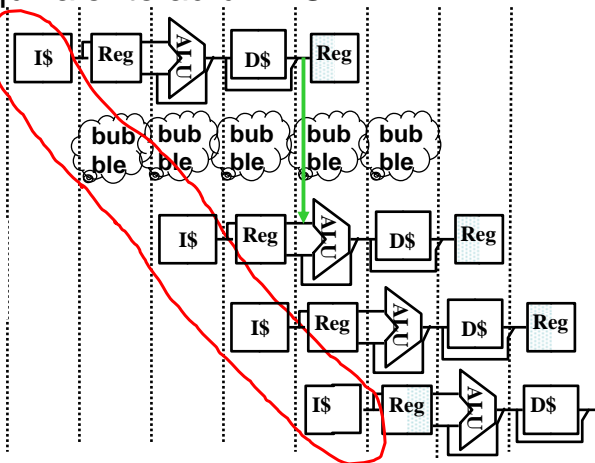 I$ Reg ALU D$ Reg
bub bub bub bub bub
ble ble ble ble ble
I$ Reg ALU D$ Reg
I$ Reg ALU D$ Reg
I$ Reg ALU D$